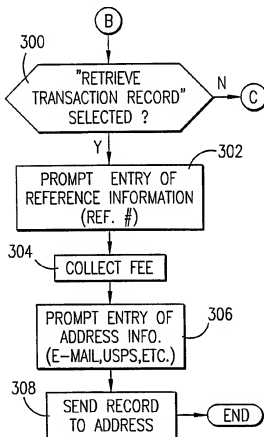 B
300
"RETRIEVE
TRANSACTION RECORD"
SELECTED ?
N
C
Y
302
PROMPT ENTRY OF
REFERENCE INFORMATION
(REF. #)
304
COLLECT FEE
PROMPT ENTRY OF
ADDRESS INFO.
(E-MAIL,USPS,ETC.)
306
308
SEND RECORD
TO ADDRESS
END